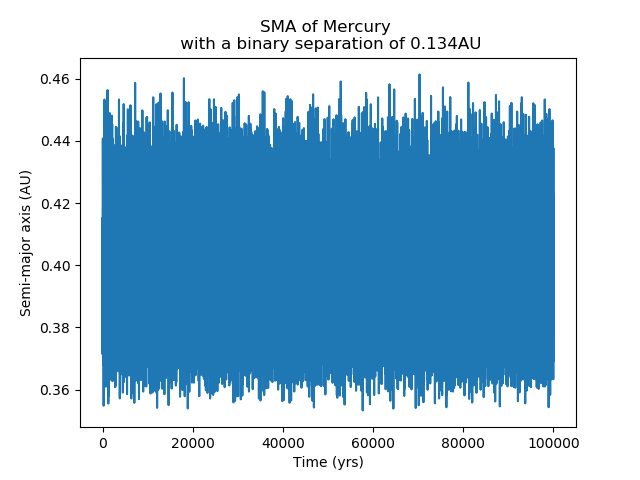 SMA of Mercury
with a binary separation of 0.134AU
0.46
0.44
0.42
0.40
0.38
0.36
Semi-major axis (AU)
0 20000 40000 60000 80000 100000
Time (yrs)